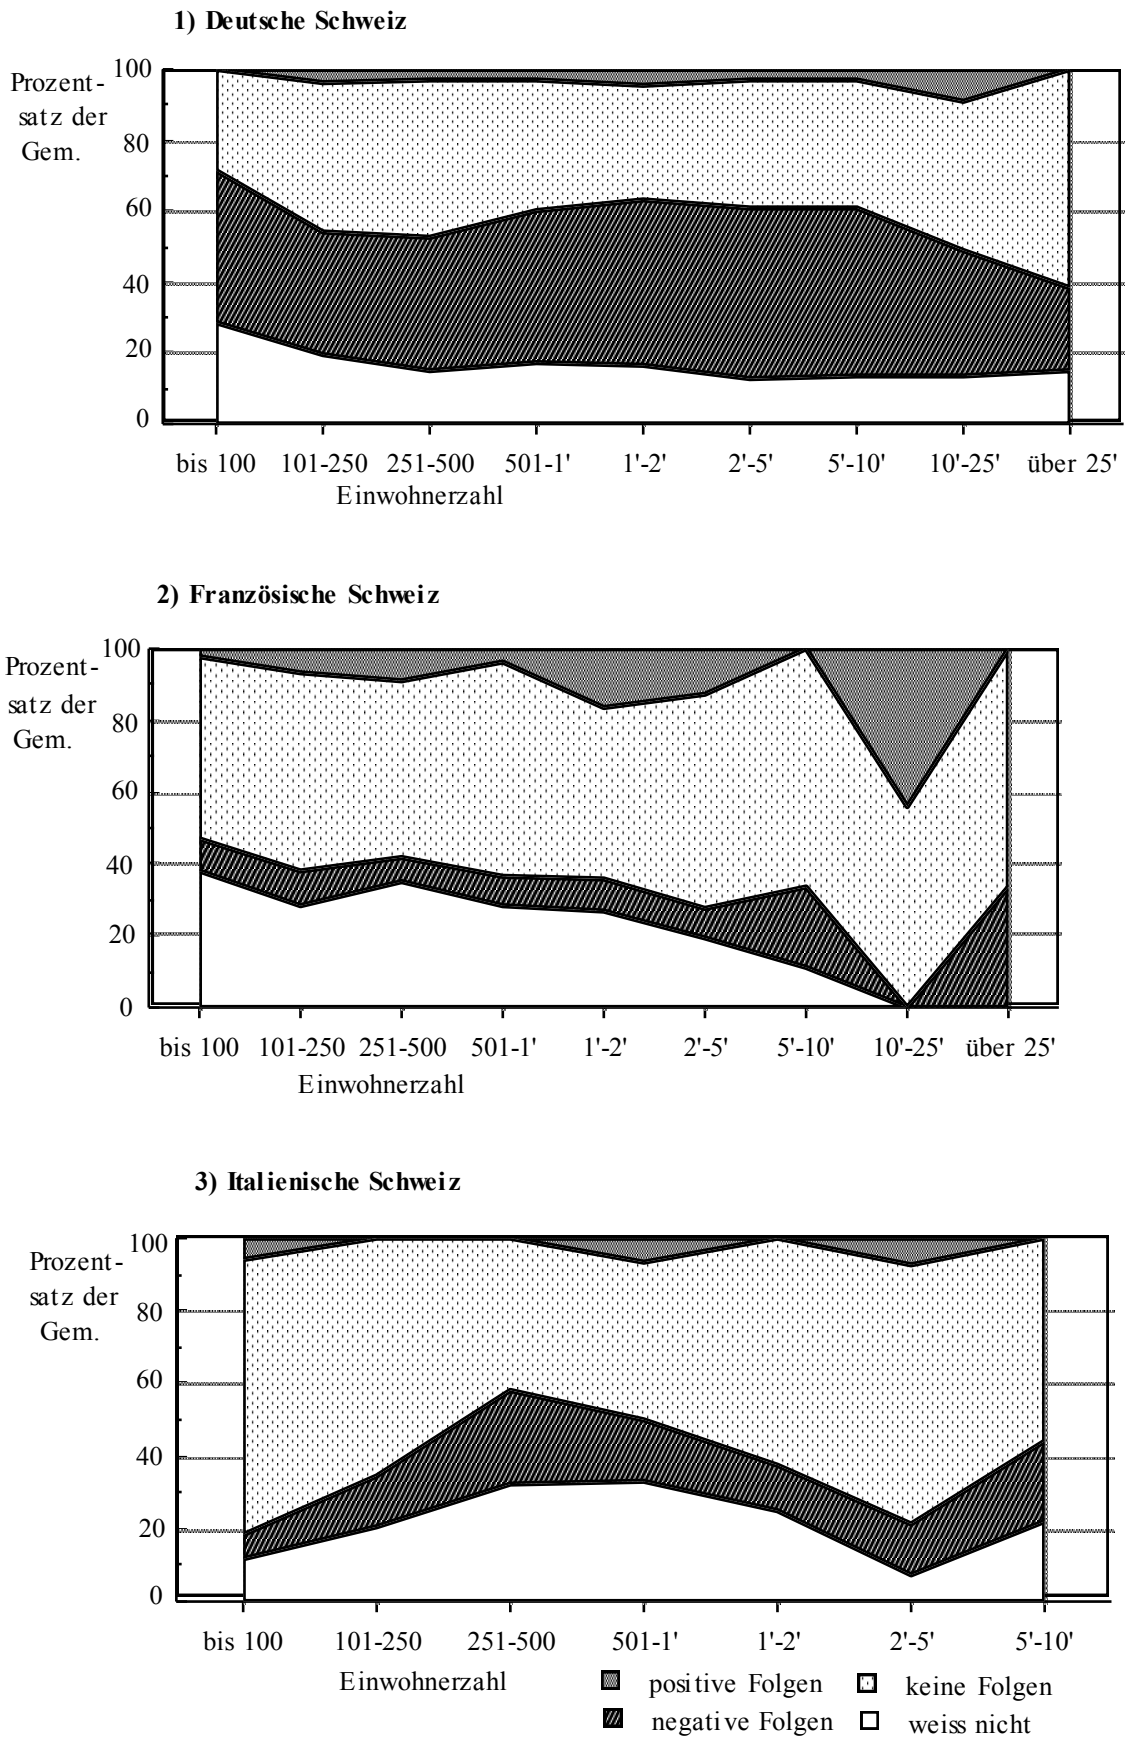 1) Deutsche Schweiz
Prozent-
satz der
Gem.
100
80
60
40
20
0
bis 100 101-250 251-500 501-1' 1'-2' 2'-5' 5'-10' 10'-25' über 25'
Einwohnerzahl
2) Französische Schweiz
Prozent-
satz der
Gem.
100
80
60
40
20
0
bis 100 101-250 251-500 501-1' 1'-2' 2'-5' 5'-10' 10'-25' über 25'
Einwohnerzahl
3) Italienische Schweiz
Prozent-
satz der
Gem.
100
80
60
40
20
0
bis 100 101-250 251-500 501-1' 1'-2' 2'-5' 5'-10'
Einwohnerzahl
positive Folgen keine Folgen
negative Folgen weiss nicht